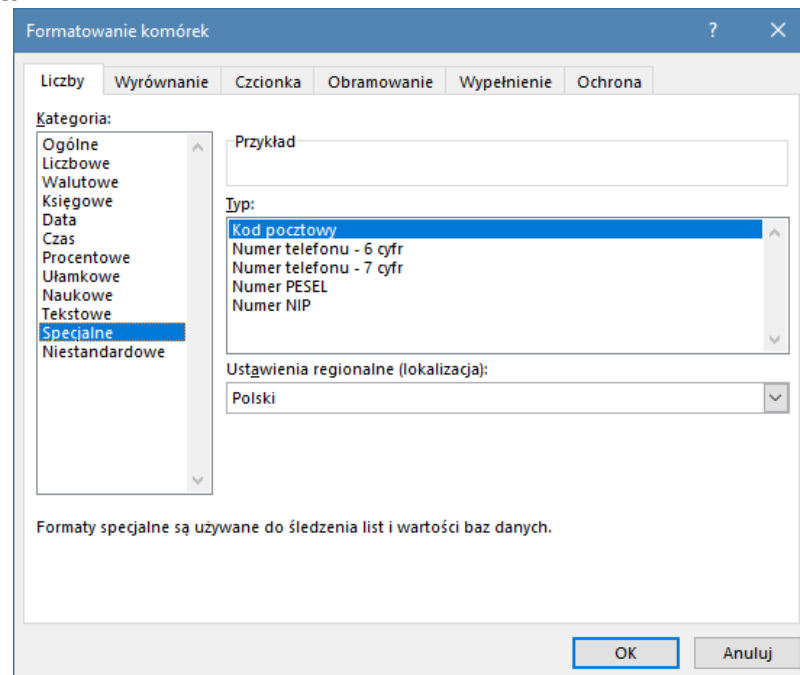 Formatowanie komórek
Liczby Wyrównanie Czcionka Obramowanie Wypełnienie Ochrona
Kategoria:
Ogólne
Liczbowe
Walutowe
Księgowe
Data
Czas
Procentowe
Ułamkowe
Naukowe
Tekstowe
Specjalne
Niestandardowe
Przykład
Typ:
Kod pocztowy
Numer telefonu - 6 cyfr
Numer telefonu - 7 cyfr
Numer PESEL
Numer NIP
Ustawienia regionalne (lokalizacja):
Polski
Formaty specjalne są używane do śledzenia list i wartości baz danych.
OK Anuluj